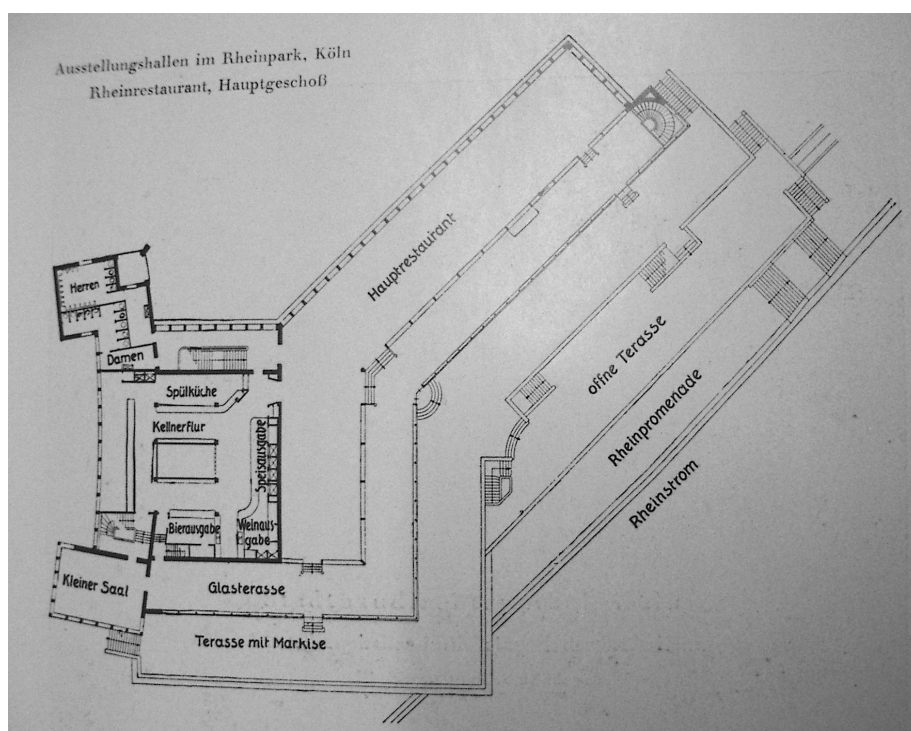 Ausstellungshallen im Rheinpark, Köln
Rheinrestaurant, Hauptgeschoß
Herren
Damen
Spülküche
Kellnerflur
Speisausgabe
Bierausgabe
Weinaus-
gabe
Kleiner Saal
Glasterasse
Terasse mit Markise
Hauptrestaurant
offne Terasse
Rheinpromenade
Rheinstrom